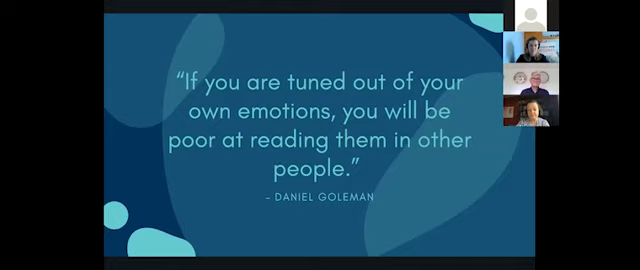 “If you are tuned out of your
own emotions, you will be
poor at reading them in other
people.”
– DANIEL GOLEMAN